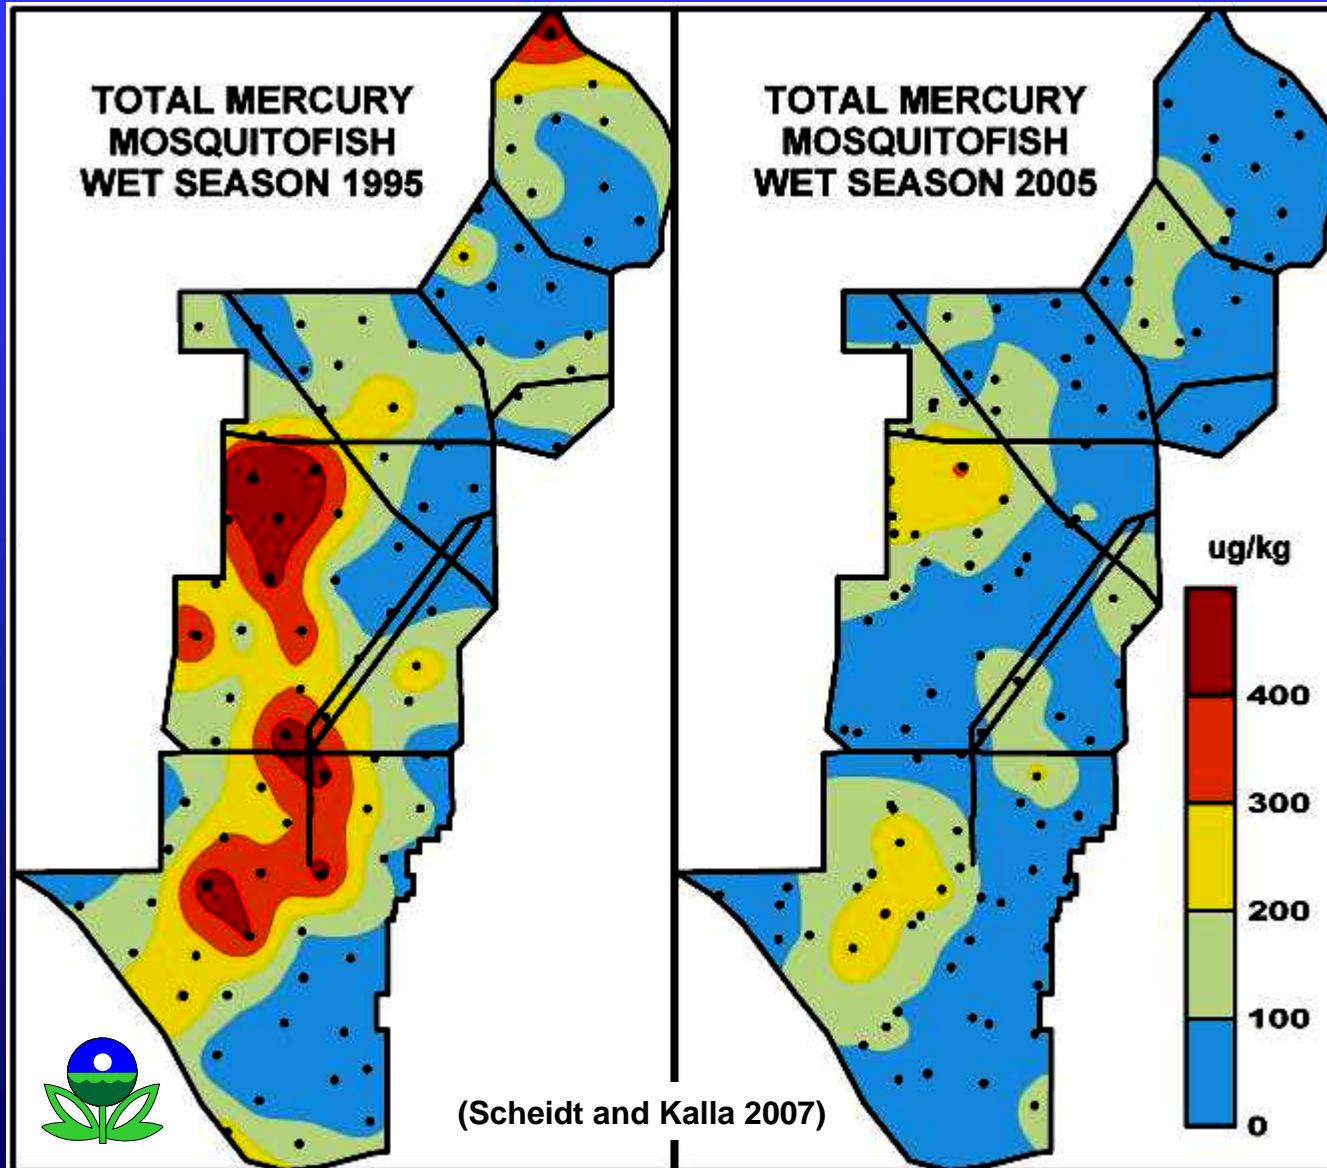 TOTAL MERCURY
MOSQUITOFISH
WET SEASON 1995
TOTAL MERCURY
MOSQUITOFISH
WET SEASON 2005
ug/kg
400
300
200
100
0
(Scheidt and Kalla 2007)